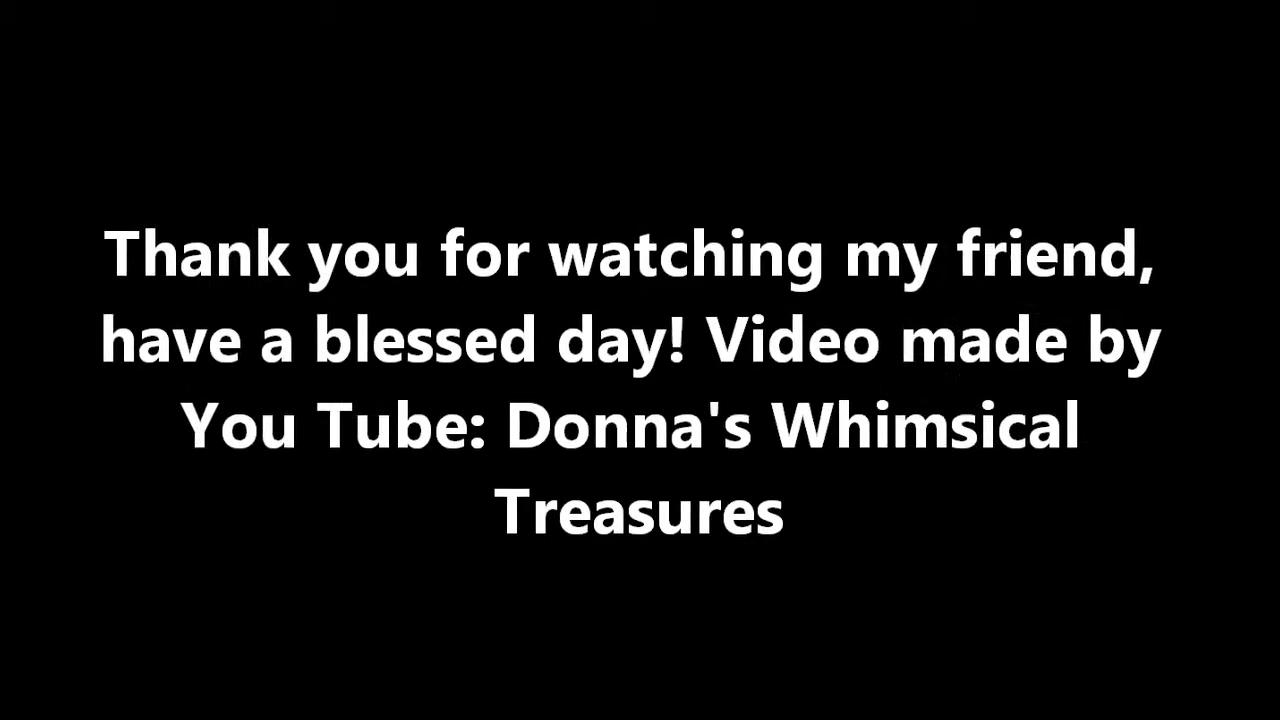 Thank you for watching my friend,
have a blessed day! Video made by
You Tube: Donna's Whimsical
Treasures